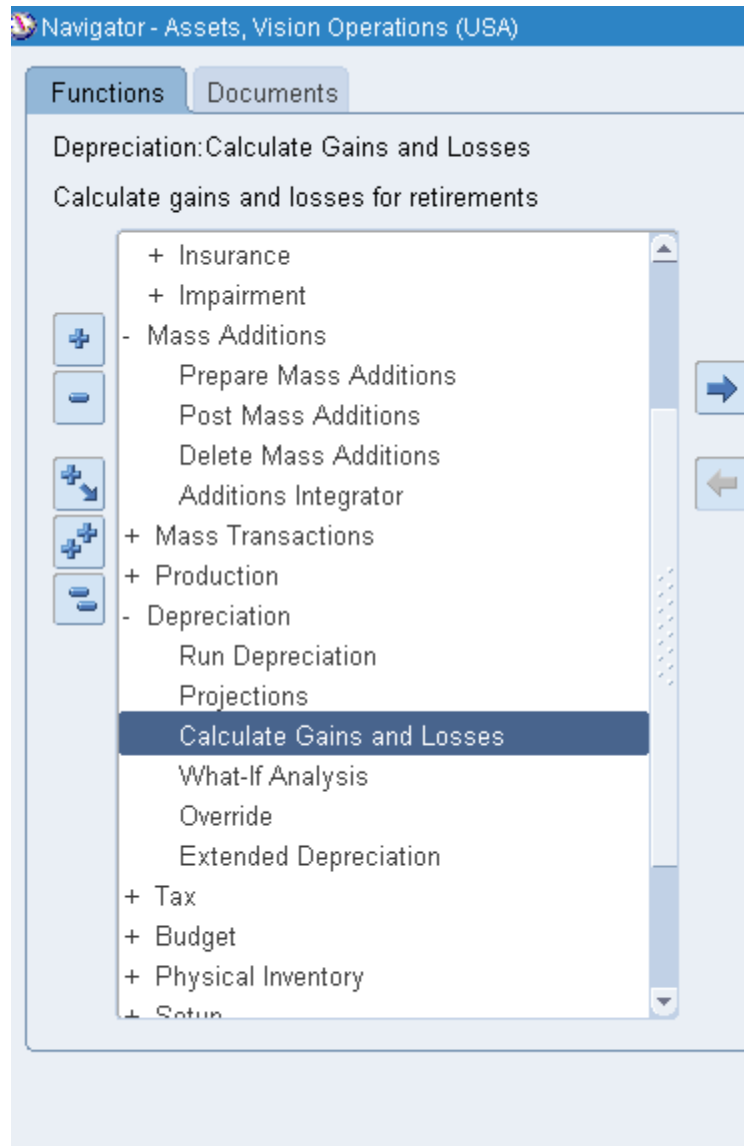 Navigator - Assets, Vision Operations (USA)
Functions Documents
Depreciation:Calculate Gains and Losses
Calculate gains and losses for retirements
+ Insurance
+ Impairment
- Mass Additions
Prepare Mass Additions
Post Mass Additions
Delete Mass Additions
Additions Integrator
+ Mass Transactions
+ Production
- Depreciation
Run Depreciation
Projections
Calculate Gains and Losses
What-If Analysis
Override
Extended Depreciation
+ Tax
+ Budget
+ Physical Inventory
+ Setup